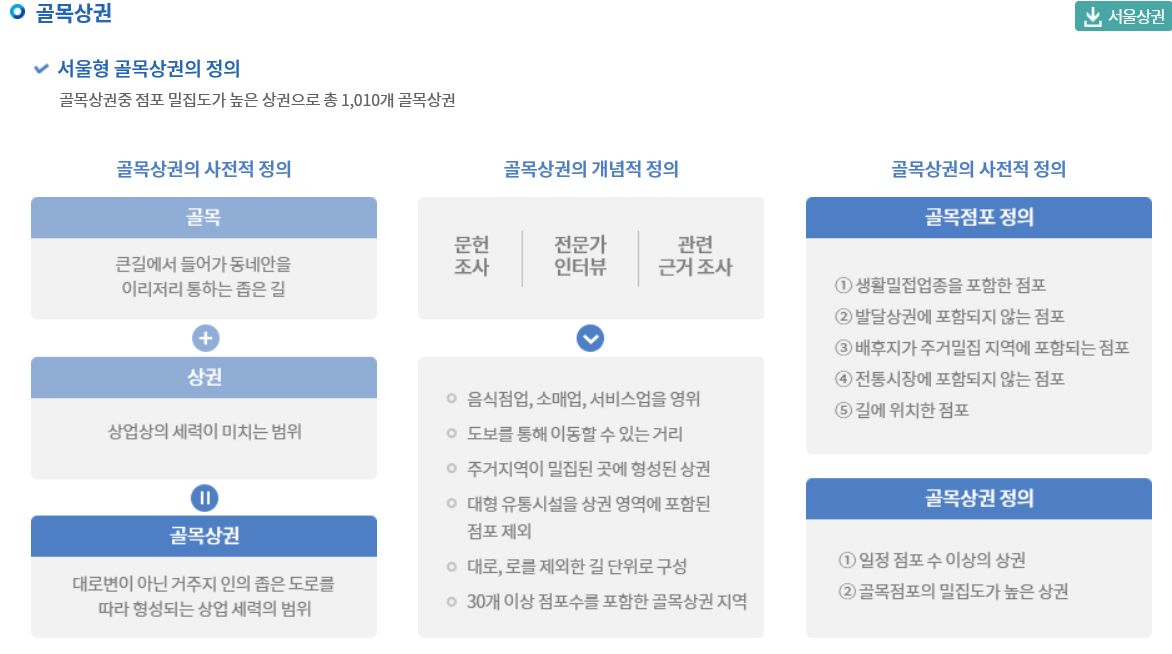 골목상권
서울상권
서울형 골목상권의 정의
골목상권중 점포 밀집도가 높은 상권으로 총 1,010개 골목상권
골목상권의 사전적 정의
골목
큰길에서 들어가 동네안을
이리저리 통하는 좁은 길
상권
상업상의 세력이 미치는 범위
골목상권
대로변이 아닌 거주지 인의 좁은 도로를
따라 형성되는 상업 세력의 범위
골목상권의 개념적 정의
문헌
조사
전문가
인터뷰
관련
근거 조사
음식점업, 소매업, 서비스업을 영위
도보를 통해 이동할 수 있는 거리
주거지역이 밀집된 곳에 형성된 상권
대형 유통시설을 상권 영역에 포함된
점포 제외
대로, 로를 제외한 길 단위로 구성
30개 이상 점포수를 포함한 골목상권 지역
골목상권의 사전적 정의
골목점포 정의
① 생활밀접업종을 포함한 점포
② 발달상권에 포함되지 않는 점포
③ 배후지가 주거밀집 지역에 포함되는 점포
④ 전통시장에 포함되지 않는 점포
⑤ 길에 위치한 점포
골목상권 정의
① 일정 점포 수 이상의 상권
② 골목점포의 밀집도가 높은 상권